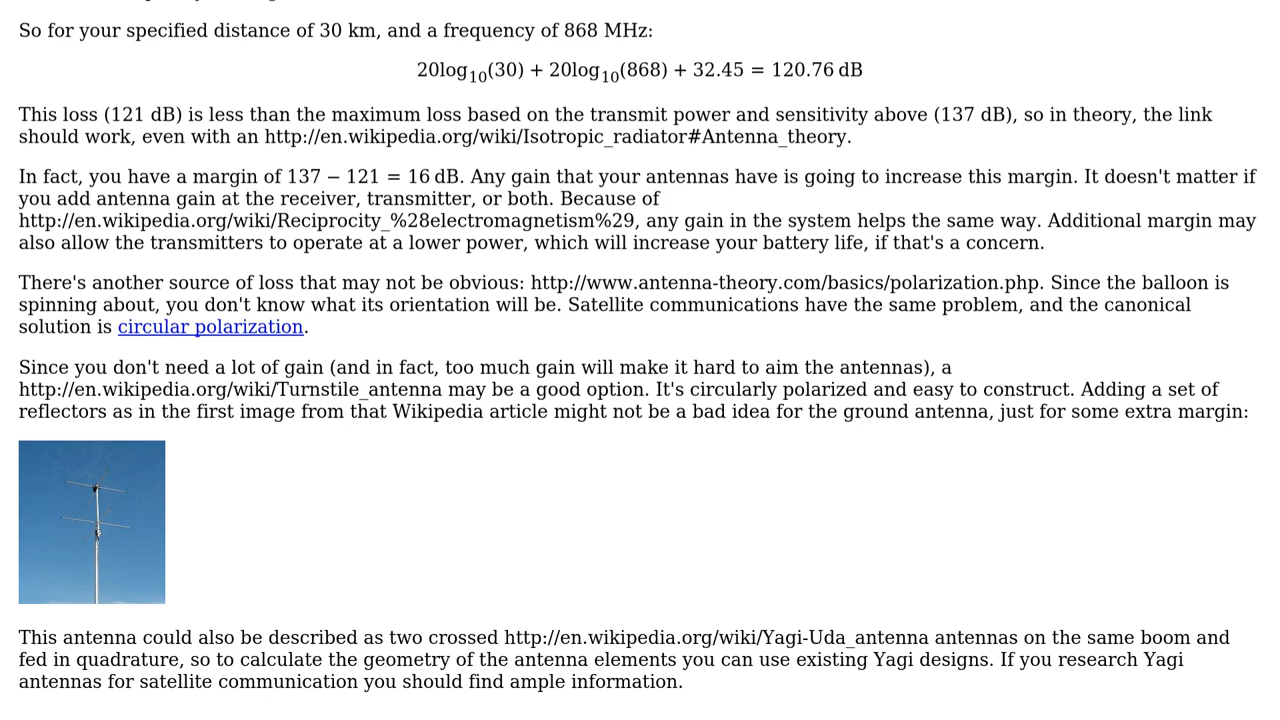 So for your specified distance of 30 km, and a frequency of 868 MHz:
20log₁₀(30) + 20log₁₀(868) + 32.45 = 120.76 dB
This loss (121 dB) is less than the maximum loss based on the transmit power and sensitivity above (137 dB), so in theory, the link
should work, even with an http://en.wikipedia.org/wiki/Isotropic_radiator#Antenna_theory.
In fact, you have a margin of 137 − 121 = 16 dB. Any gain that your antennas have is going to increase this margin. It doesn't matter if
you add antenna gain at the receiver, transmitter, or both. Because of
http://en.wikipedia.org/wiki/Reciprocity_%28electromagnetism%29, any gain in the system helps the same way. Additional margin may
also allow the transmitters to operate at a lower power, which will increase your battery life, if that's a concern.
There's another source of loss that may not be obvious: http://www.antenna-theory.com/basics/polarization.php. Since the balloon is
spinning about, you don't know what its orientation will be. Satellite communications have the same problem, and the canonical
solution is circular polarization.
Since you don't need a lot of gain (and in fact, too much gain will make it hard to aim the antennas), a
http://en.wikipedia.org/wiki/Turnstile_antenna may be a good option. It's circularly polarized and easy to construct. Adding a set of
reflectors as in the first image from that Wikipedia article might not be a bad idea for the ground antenna, just for some extra margin:
This antenna could also be described as two crossed http://en.wikipedia.org/wiki/Yagi-Uda_antenna antennas on the same boom and
fed in quadrature, so to calculate the geometry of the antenna elements you can use existing Yagi designs. If you research Yagi
antennas for satellite communication you should find ample information.